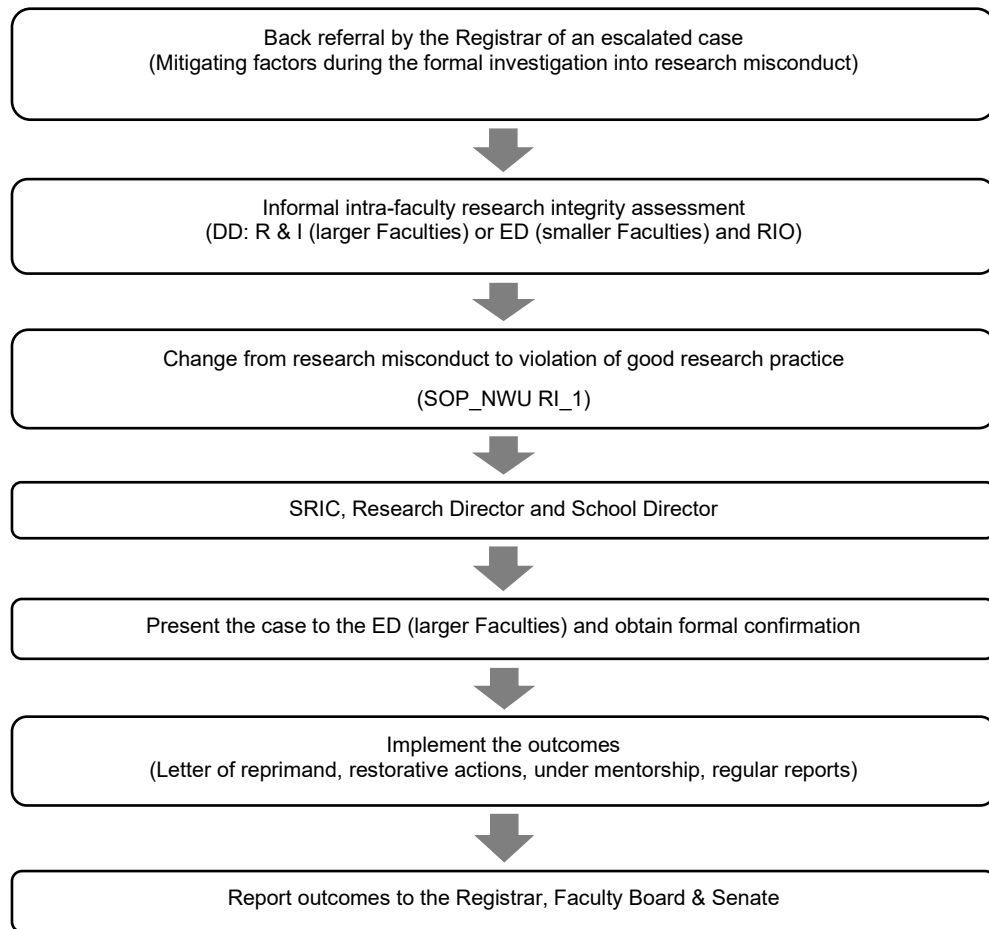 Back referral by the Registrar of an escalated case
(Mitigating factors during the formal investigation into research misconduct)
Informal intra-faculty research integrity assessment
(DD: R & I (larger Faculties) or ED (smaller Faculties) and RIO)
Change from research misconduct to violation of good research practice
(SOP_NWU RI_1)
SRIC, Research Director and School Director
Present the case to the ED (larger Faculties) and obtain formal confirmation
Implement the outcomes
(Letter of reprimand, restorative actions, under mentorship, regular reports)
Report outcomes to the Registrar, Faculty Board & Senate